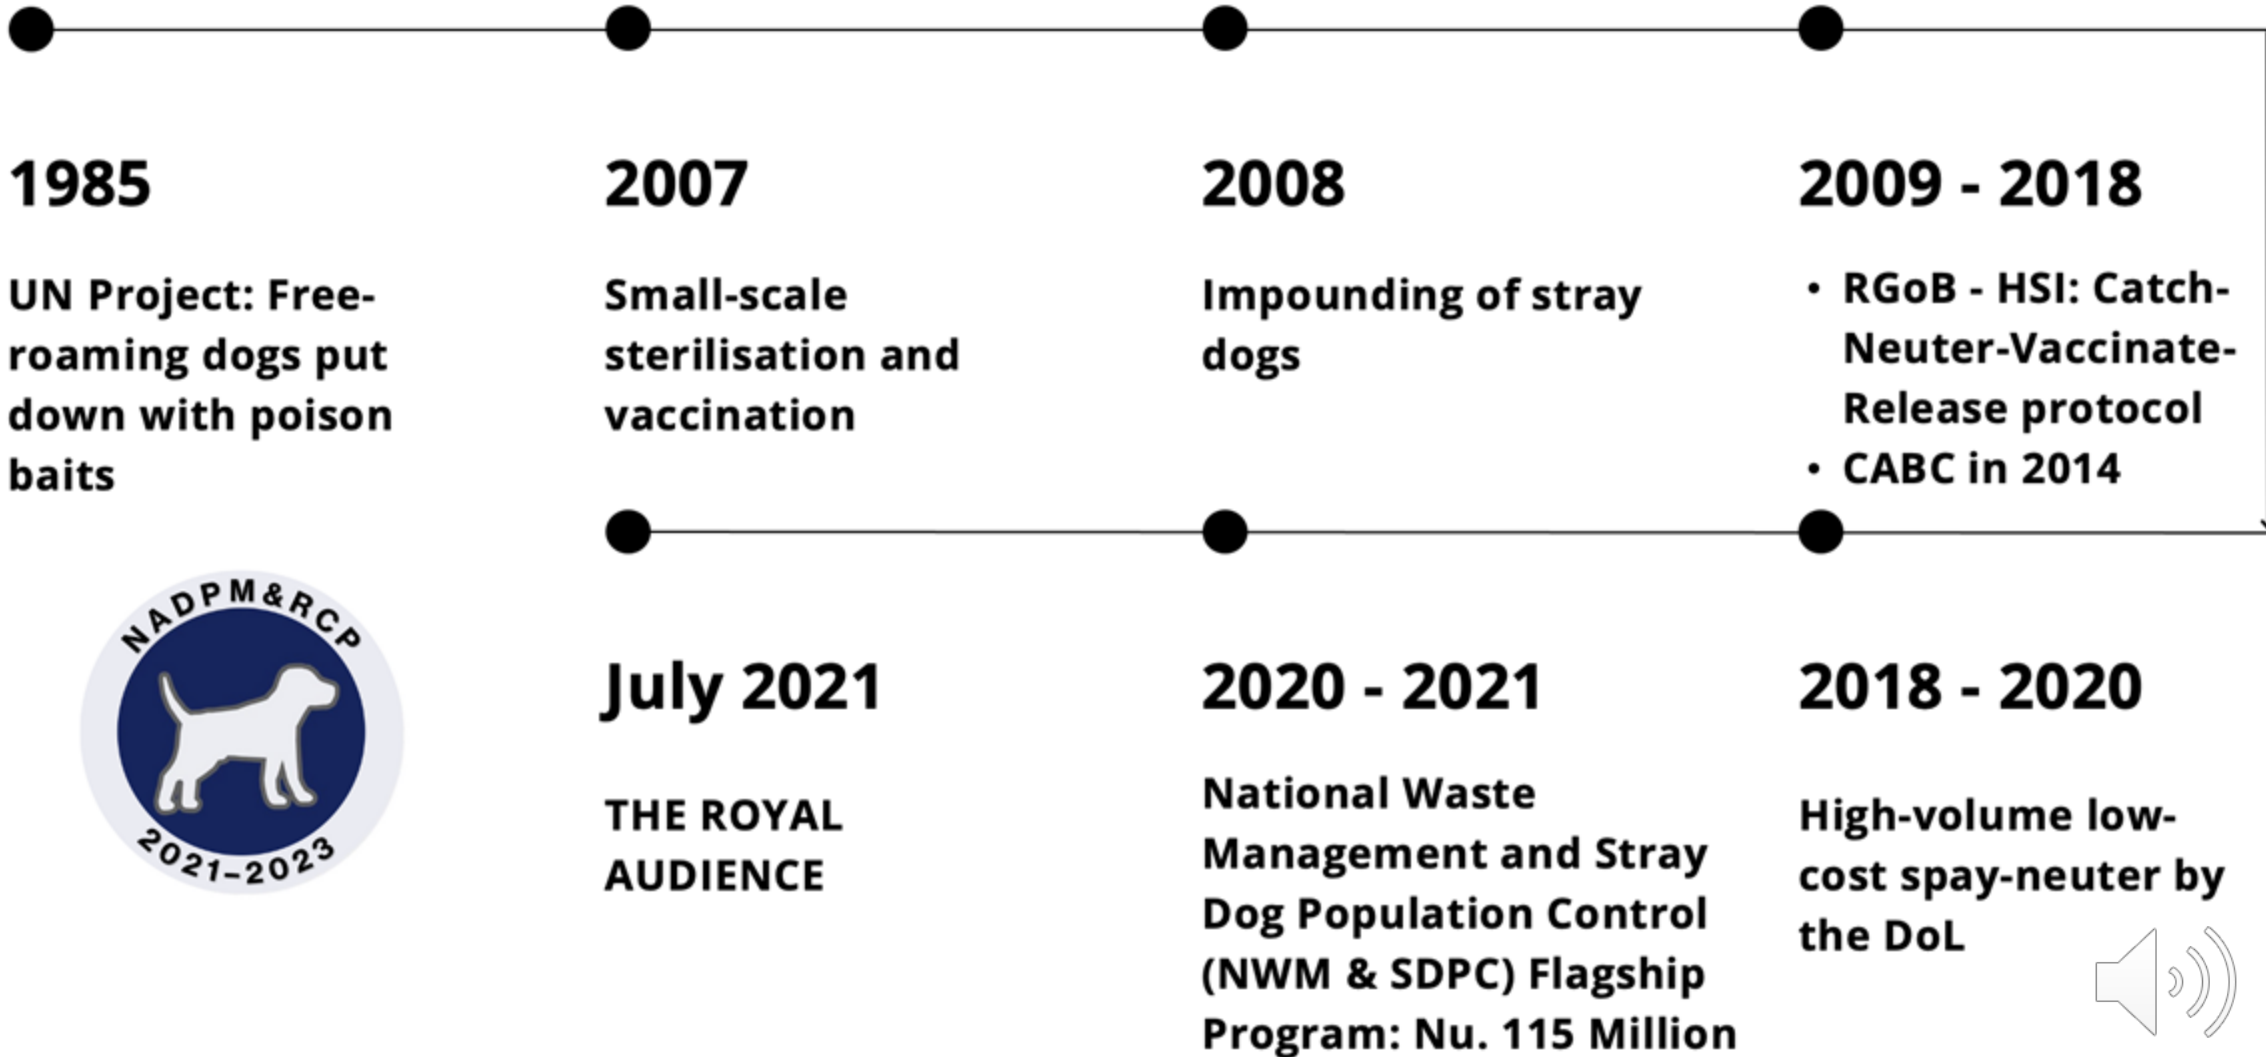 1985
UN Project: Free-
roaming dogs put
down with poison
baits
2007
Small-scale
sterilisation and
vaccination
2008
Impounding of stray
dogs
2009 - 2018
• RGoB - HSI: Catch-
Neuter-Vaccinate-
Release protocol
• CABC in 2014
2018 - 2020
High-volume low-
cost spay-neuter by
the DoL
2020 - 2021
National Waste
Management and Stray
Dog Population Control
(NWM & SDPC) Flagship
Program: Nu. 115 Million
July 2021
THE ROYAL
AUDIENCE
NADPM&RCP
2021-2023